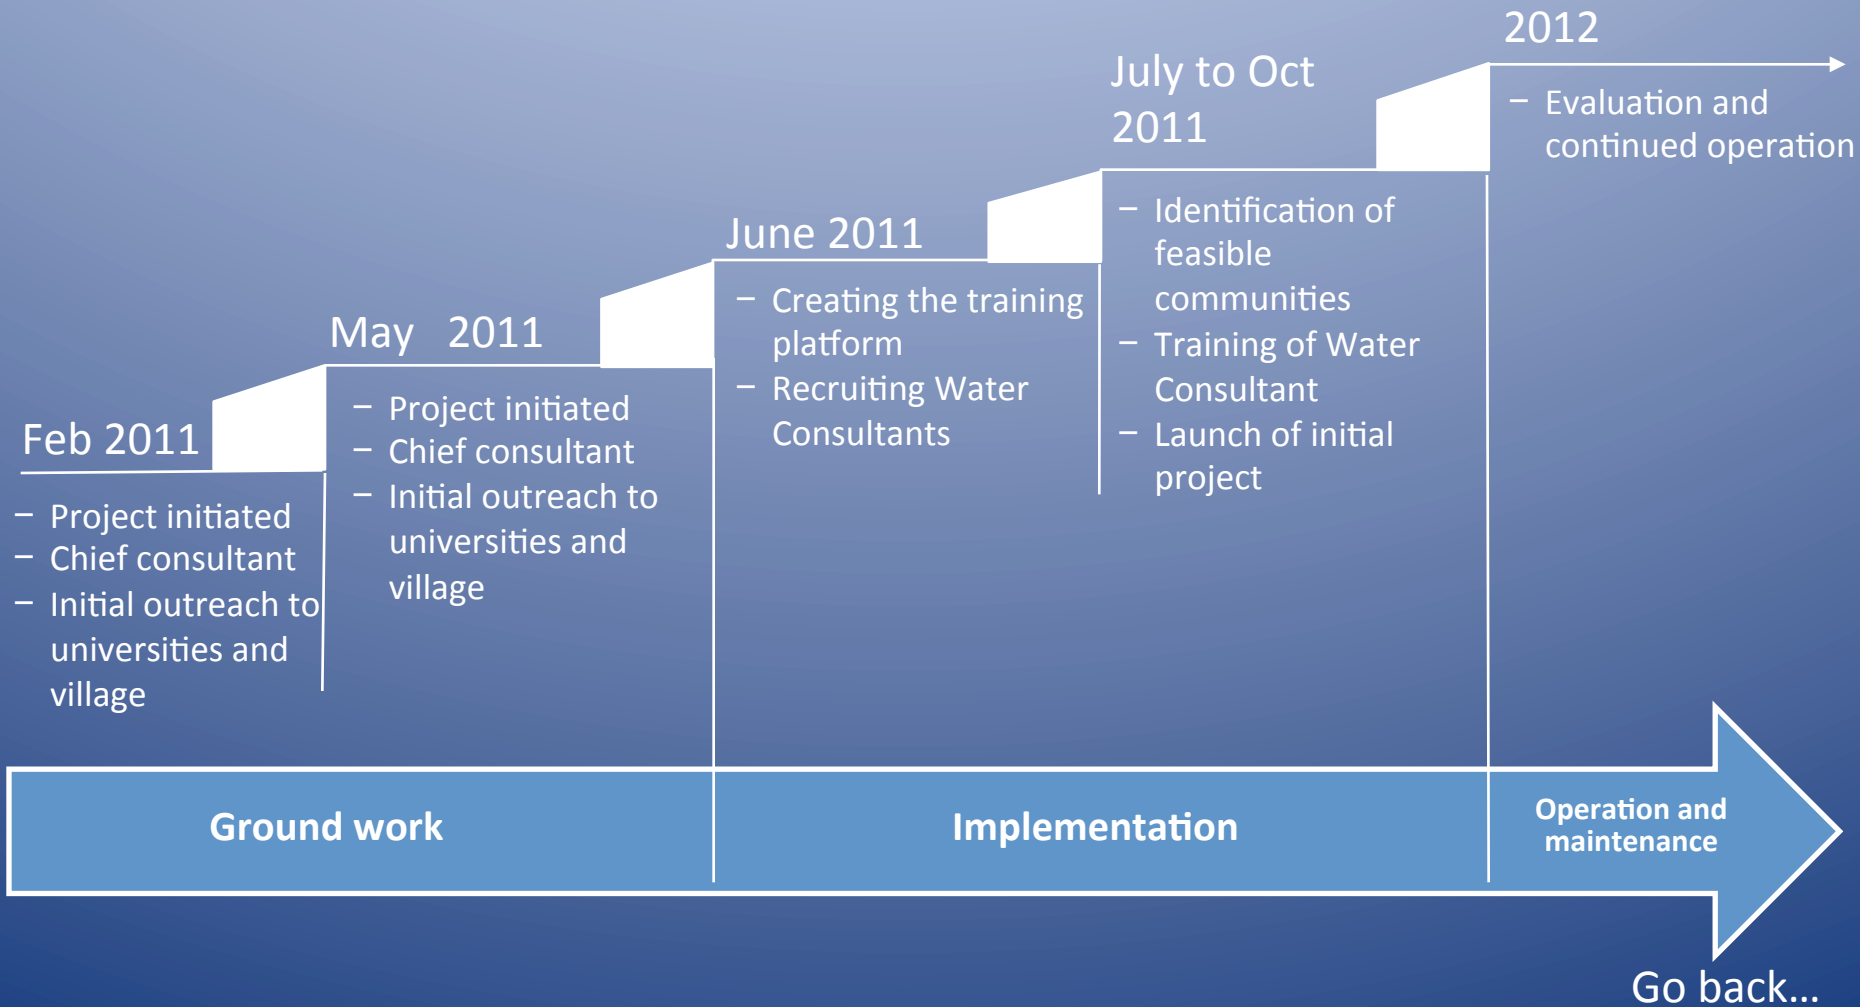 Feb 2011
– Project initiated
– Chief consultant
– Initial outreach to
universities and
village
May 2011
– Project initiated
– Chief consultant
– Initial outreach to
universities and
village
June 2011
– Creating the training
platform
– Recruiting Water
Consultants
July to Oct
2011
– Identification of
feasible
communities
– Training of Water
Consultant
– Launch of initial
project
2012
– Evaluation and
continued operation
Ground work
Implementation
Operation and
maintenance
Go back...